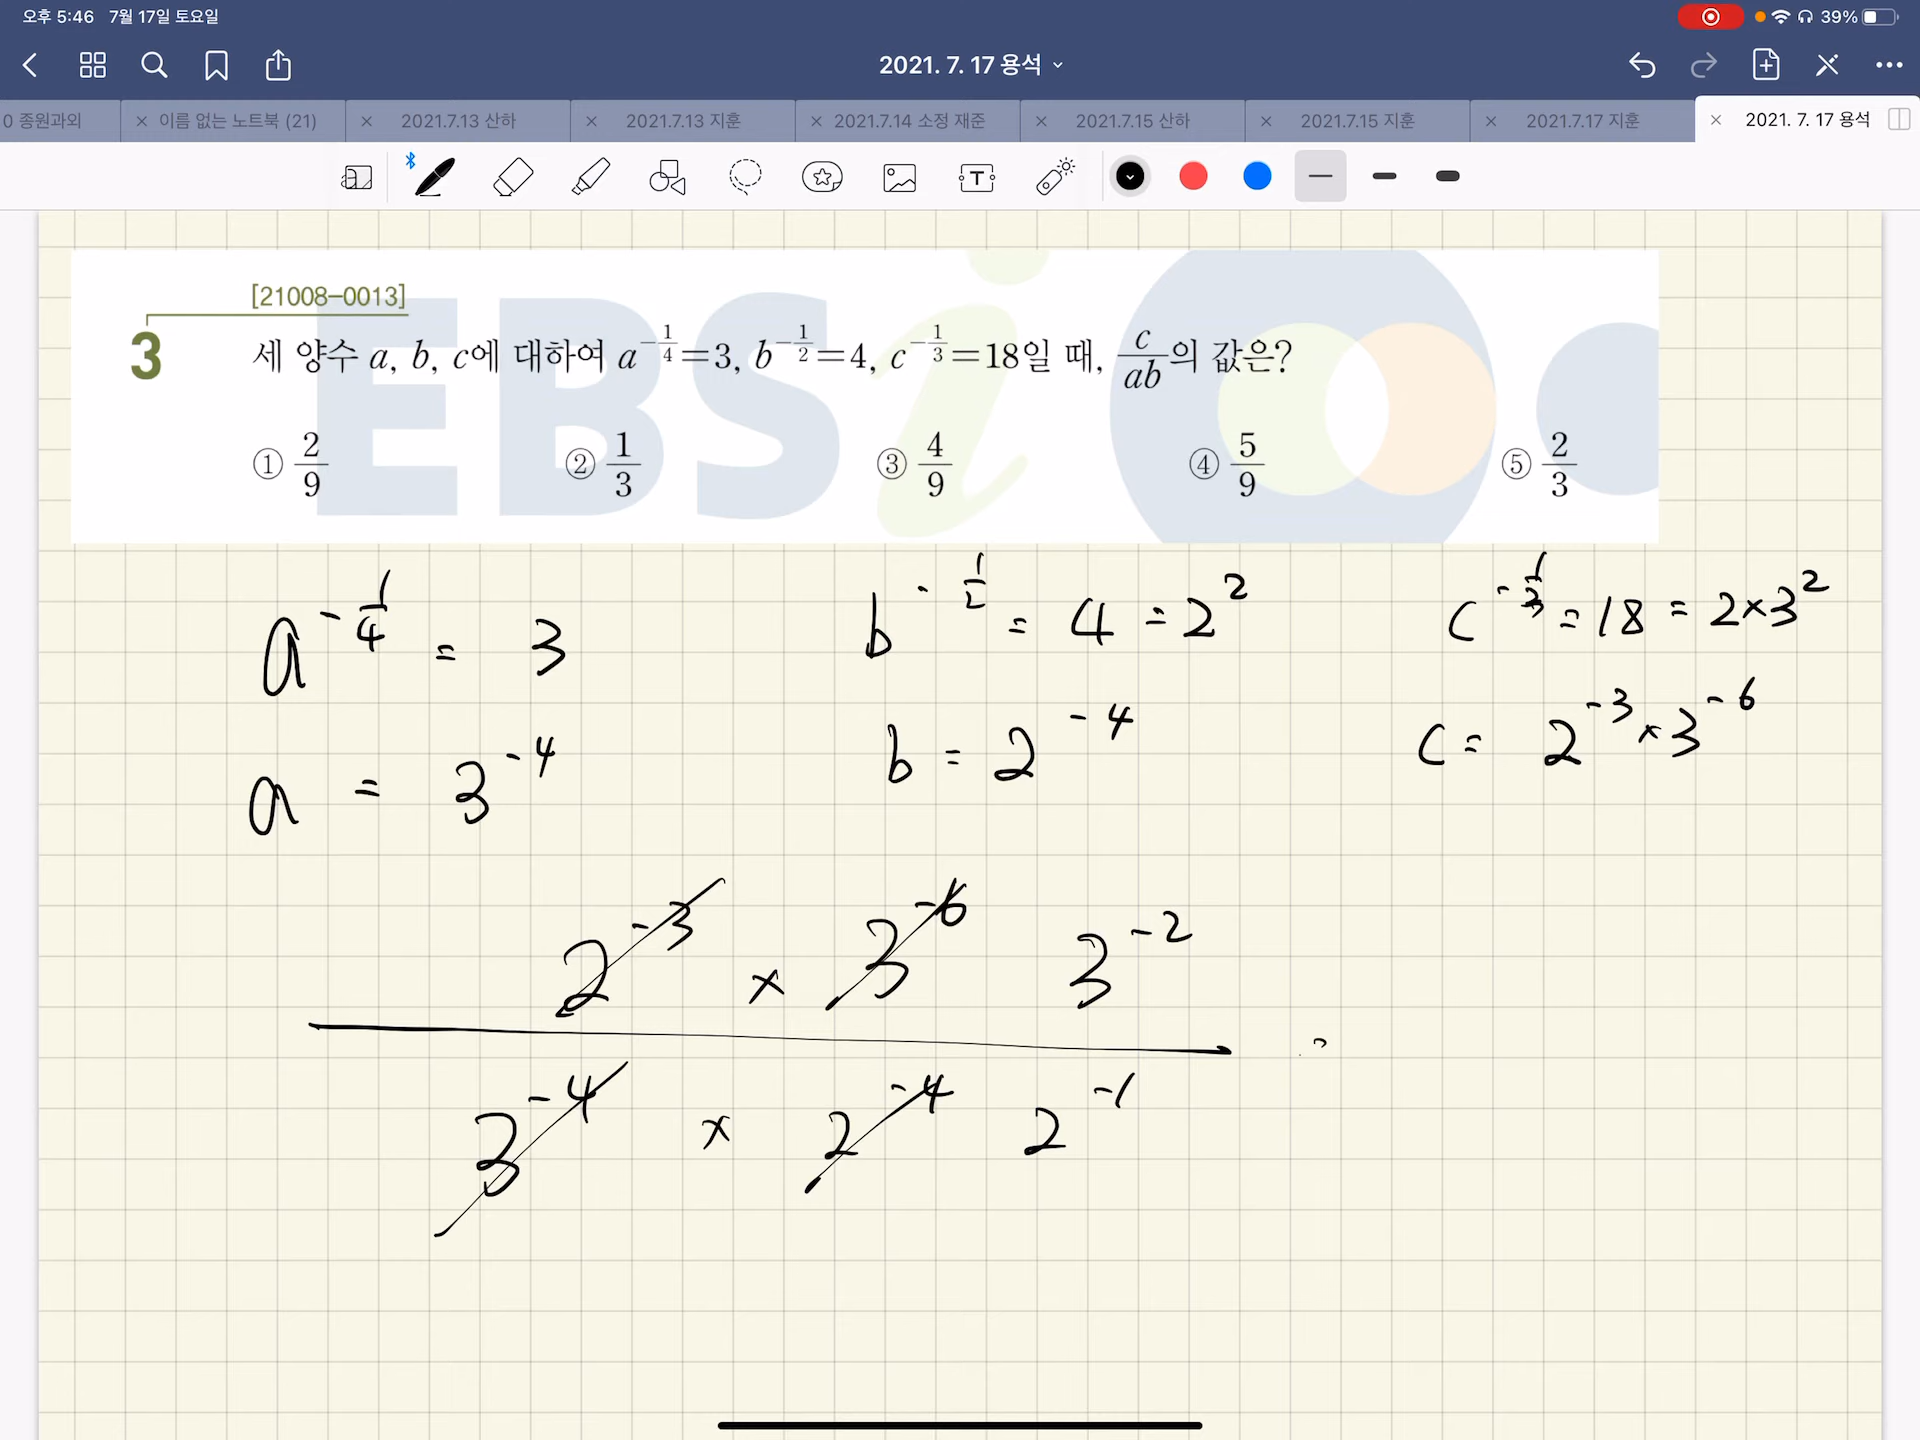 오후 5:46 7월 17일 토요일 39%
2021. 7. 17 용석
0 종원과외 × 이름 없는 노트북 (21) × 2021.7.13 산하 × 2021.7.13 지훈 × 2021.7.14 소정 재준 × 2021.7.15 산하 × 2021.7.15 지훈 × 2021.7.17 지훈 × 2021. 7. 17 용석
[21008-0013]
3 세 양수 a, b, c에 대하여 a^{-1/4}=3, b^{-1/2}=4, c^{-1/3}=18일 때, c/ab의 값은?
① 2/9 ② 1/3 ③ 4/9 ④ 5/9 ⑤ 2/3
EBSi
a^{-1/4} = 3 b^{-1/2} = 4 = 2^2 c^{-1/3} = 18 = 2×3^2
a = 3^{-4} b = 2^{-4} c = 2^{-3}×3^{-6}
2^{-3} × 3^{-6} 3^{-2}
=
3^{-4} × 2^{-4} 2^{-1}